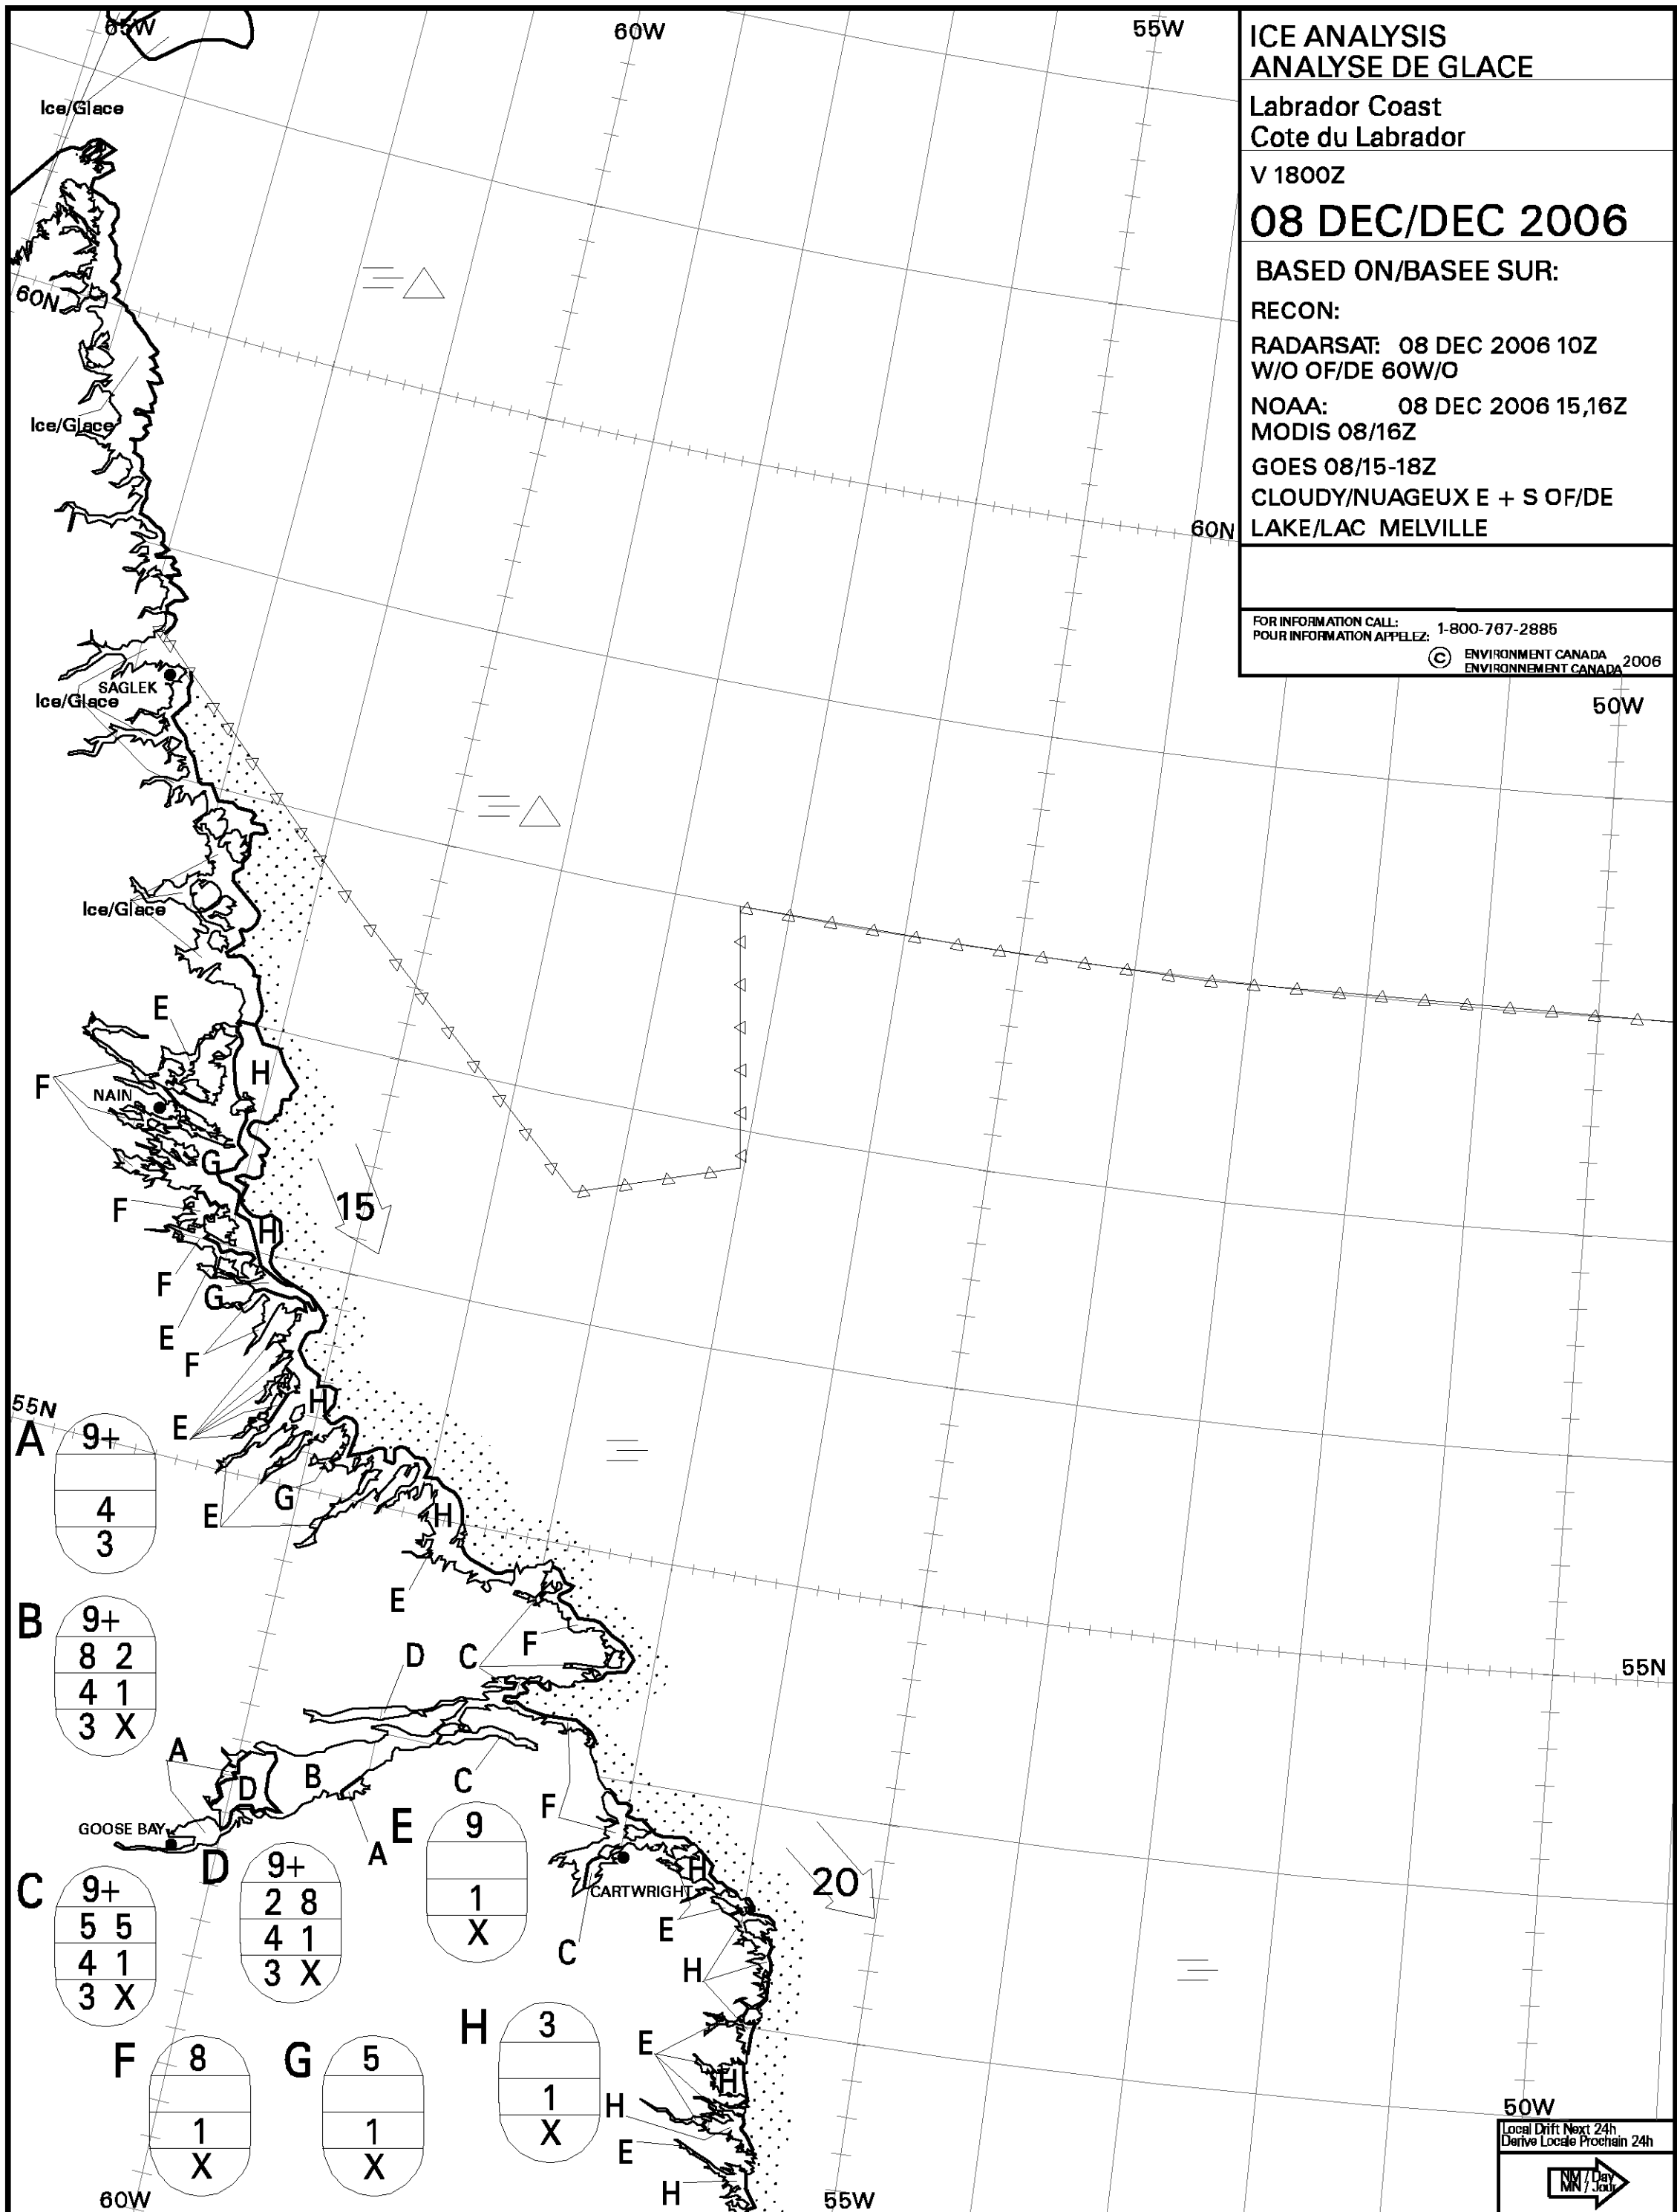 65W
60W
55W
ICE ANALYSIS
ANALYSE DE GLACE
Labrador Coast
Cote du Labrador
V 1800Z
08 DEC/DEC 2006
BASED ON/BASEE SUR:
RECON:
RADARSAT: 08 DEC 2006 10Z
W/O OF/DE 60W/O
NOAA: 08 DEC 2006 15,16Z
MODIS 08/16Z
GOES 08/15-18Z
CLOUDY/NUAGEUX E + S OF/DE
LAKE/LAC MELVILLE
FOR INFORMATION CALL:
POUR INFORMATION APPELEZ: 1-800-767-2885
© ENVIRONMENT CANADA
ENVIRONNEMENT CANADA 2006
Ice/Glace
60N
Ice/Glace
60N
SAGLEK
Ice/Glace
50W
Ice/Glace
E
H
F
NAIN
G
15
F
H
F
G
E
F
55N
H
E
A
9+
4
3
G
E
H
E
B
9+
8 2
4 1
3 X
D
C
F
55N
A
D
B
C
F
GOOSE BAY
A
E
9
1
X
D
9+
2 8
4 1
3 X
C
9+
5 5
4 1
3 X
H
CARTWRIGHT
20
E
C
H
H
3
1
X
E
H
F
8
1
X
G
5
1
X
H
E
H
60W
55W
50W
Local Drift Next 24h
Derive Locale Prochain 24h
NM / Day
MN / Jour